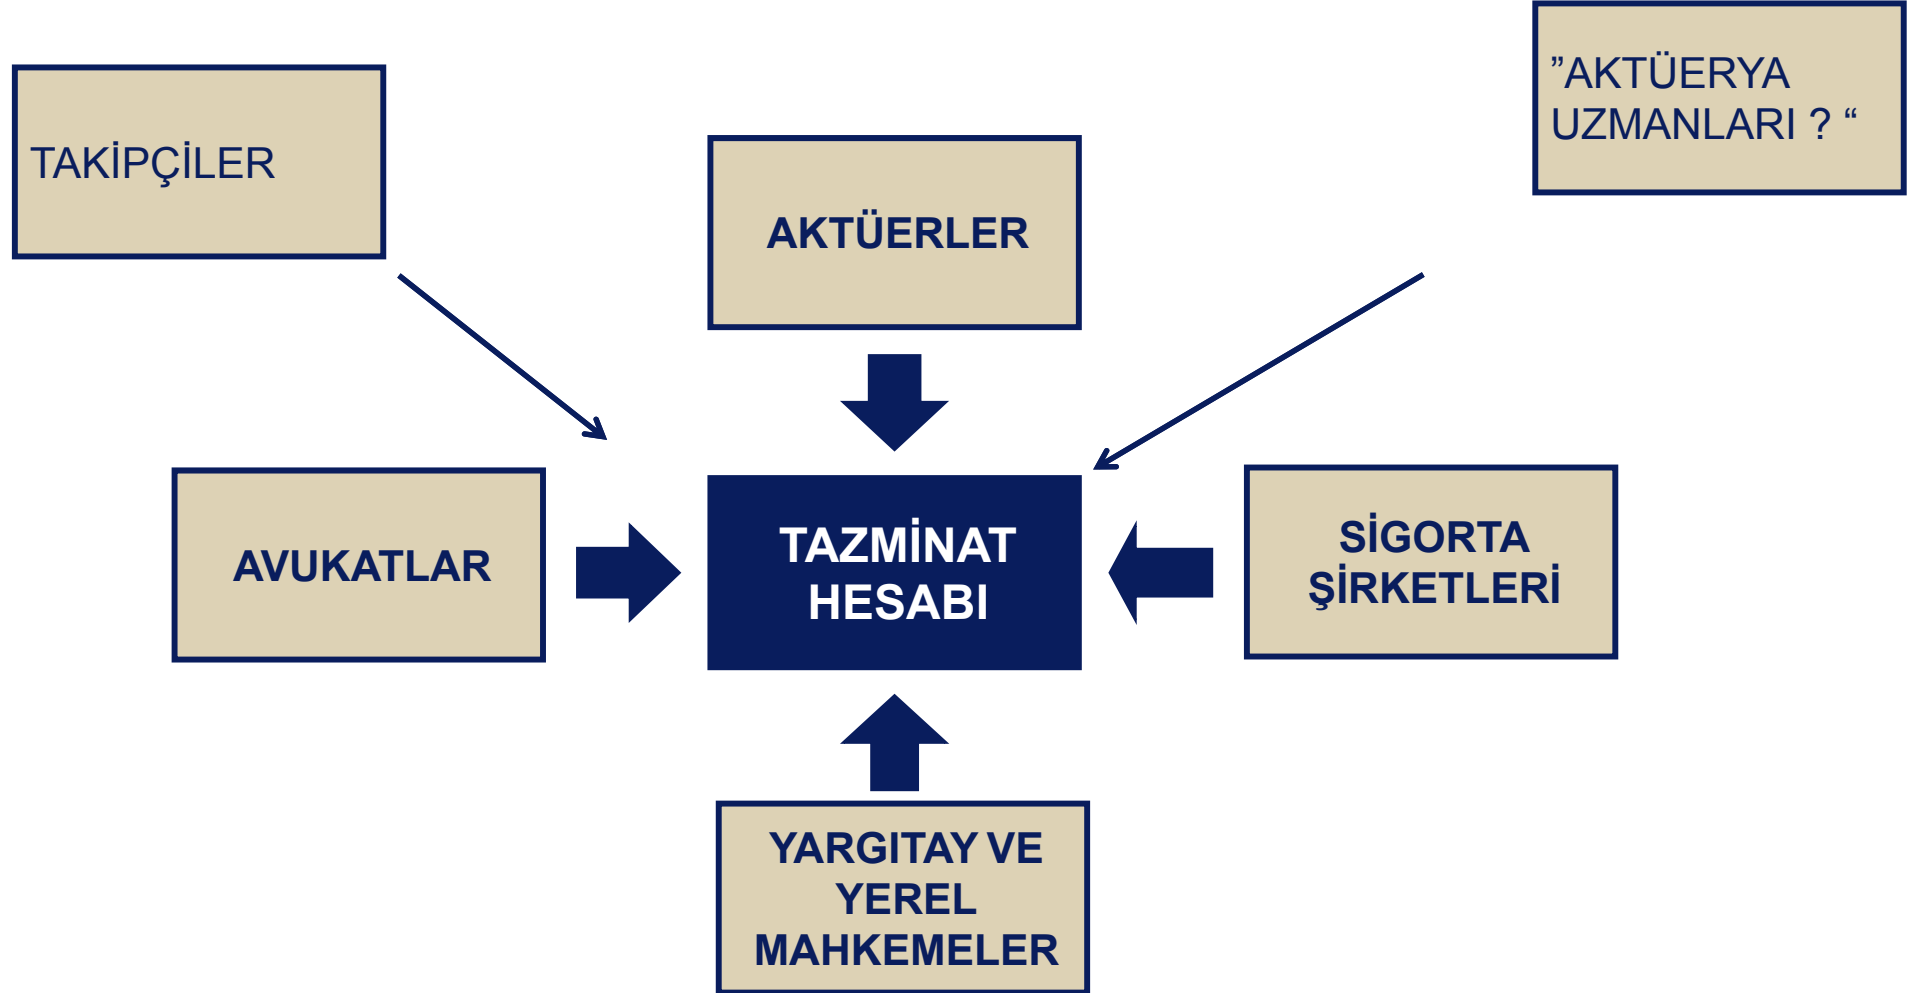 TAKİPÇİLER
AKTÜERLER
”AKTÜERYA
UZMANLARI ? “
AVUKATLAR
TAZMİNAT
HESABI
SİGORTA
ŞİRKETLERİ
YARGITAY VE
YEREL
MAHKEMELER